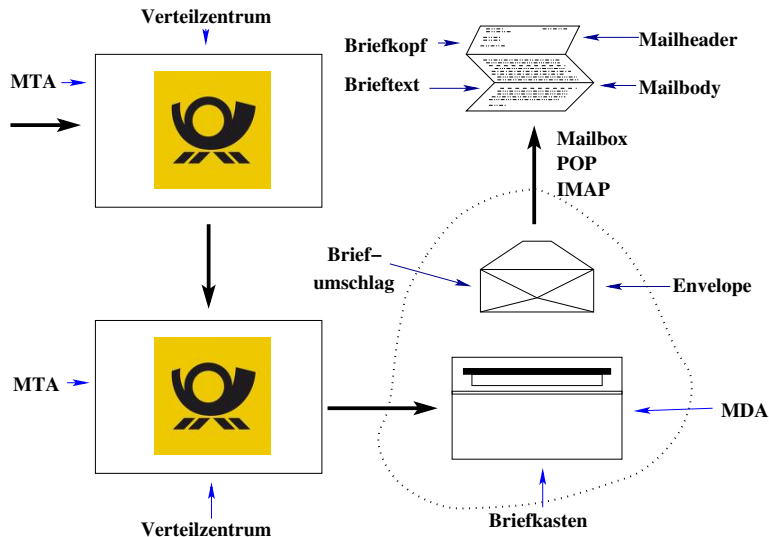 Verteilzentrum
MTA
Briefkopf
Mailheader
Brieftext
Mailbody
Mailbox
POP
IMAP
Brief-
umschlag
Envelope
MTA
MDA
Verteilzentrum
Briefkasten